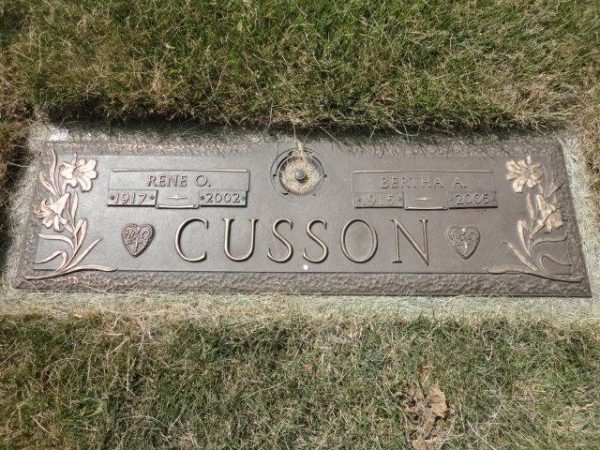 RENE O.
1917 2002
BERTHA A.
1915 2005
CUSSON